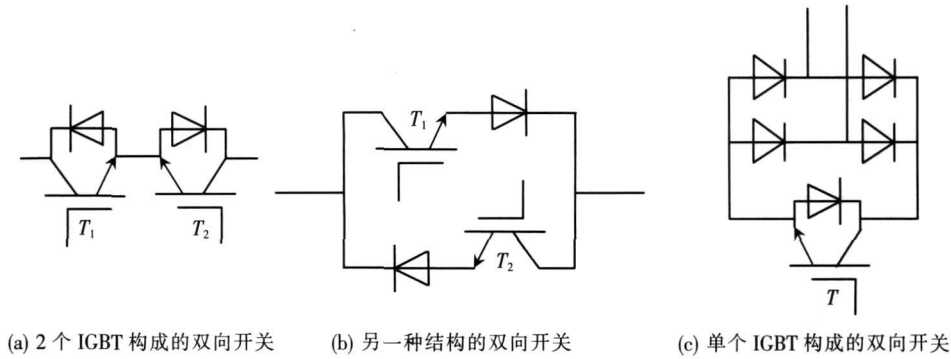 T₁
T₂
T₁
T₂
T
(a) 2 个 IGBT 构成的双向开关
(b) 另一种结构的双向开关
(c) 单个 IGBT 构成的双向开关